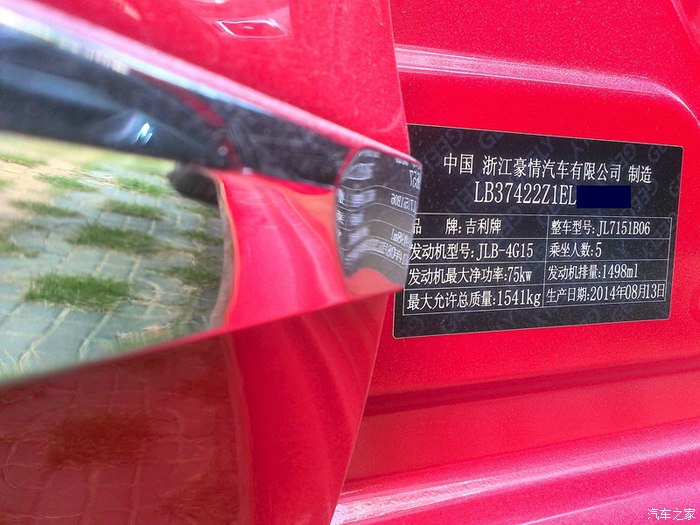 中国 浙江豪情汽车有限公司 制造
LB37422Z1EL
品 牌:吉利牌 整车型号:JL7151B06
发动机型号:JLB-4G15 乘坐人数:5
发动机最大净功率:75kw 发动机排量:1498ml
最大允许总质量:1541kg 生产日期:2014年08月13日
汽车之家